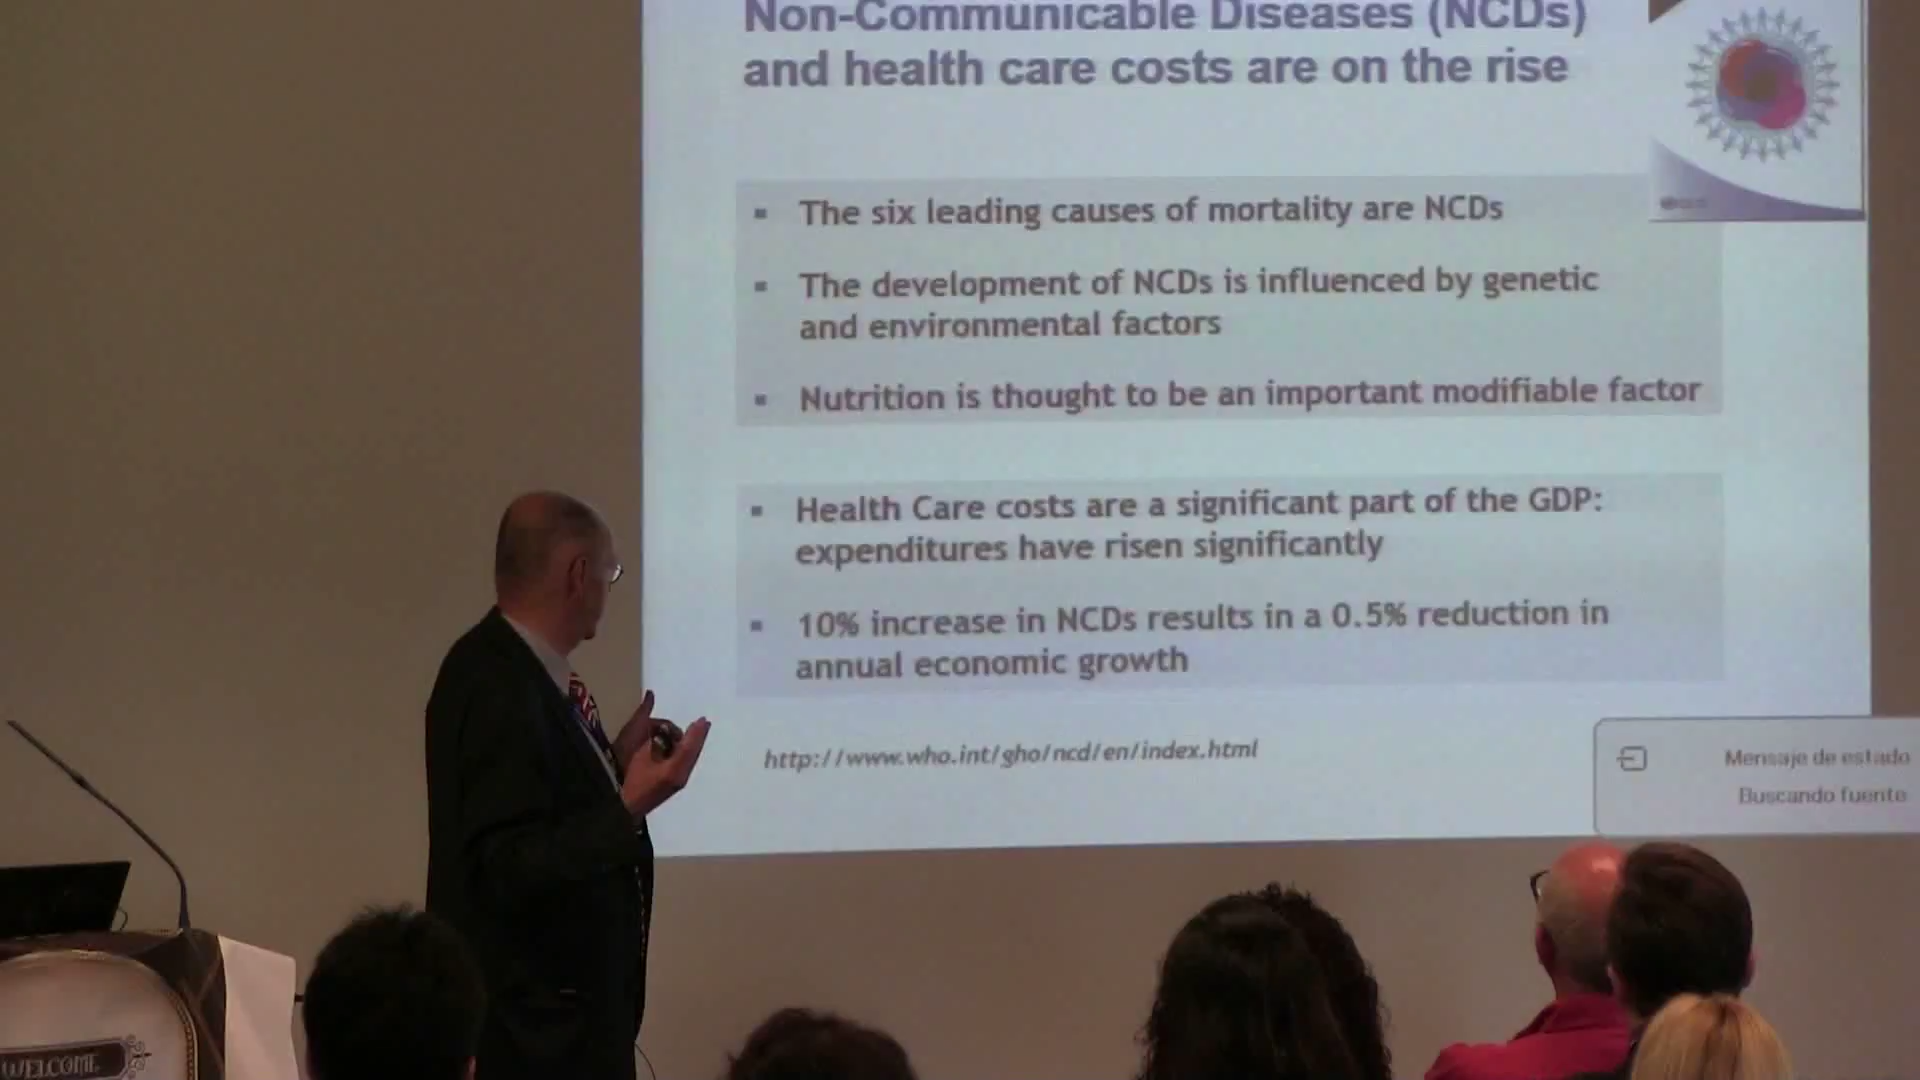 Non-Communicable Diseases (NCDs)
and health care costs are on the rise
▪ The six leading causes of mortality are NCDs
▪ The development of NCDs is influenced by genetic
and environmental factors
▪ Nutrition is thought to be an important modifiable factor
▪ Health Care costs are a significant part of the GDP:
expenditures have risen significantly
▪ 10% increase in NCDs results in a 0.5% reduction in
annual economic growth
http://www.who.int/gho/ncd/en/index.html
Mensaje de estado
Buscando fuente
WELCOME